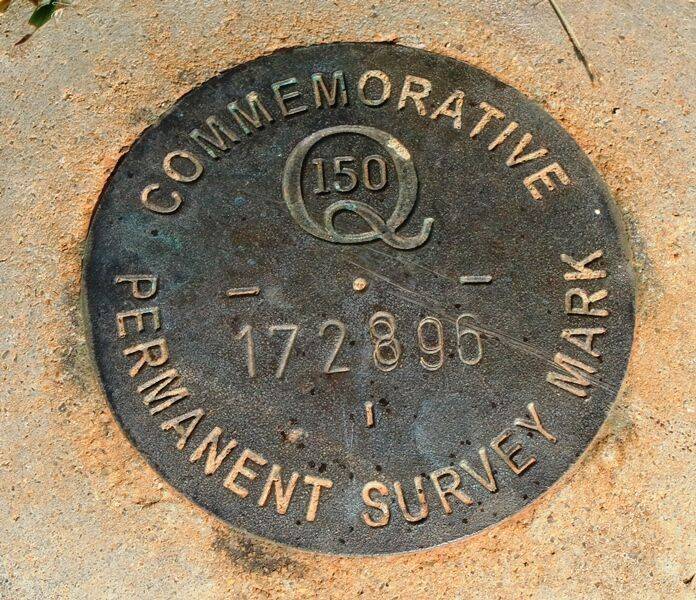 COMMEMORATIVE
Q
150
172896
PERMANENT SURVEY MARK